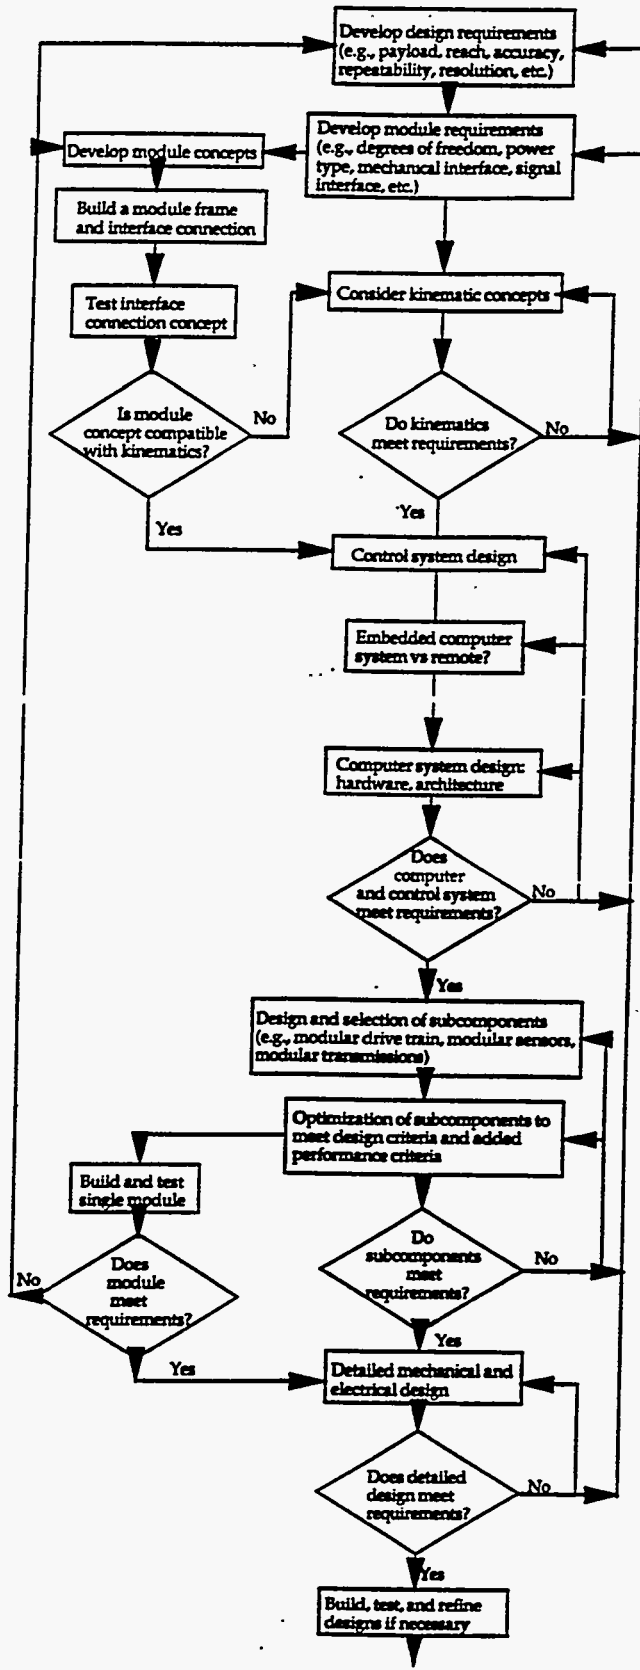 Develop design requirements
(e.g., payload, reach, accuracy,
repeatability, resolution, etc.)
Develop module requirements
(e.g., degrees of freedom, power
type, mechanical interface, signal
interface, etc.)
Develop module concepts
Build a module frame
and interface connection
Test interface
connection concept
Consider kinematic concepts
Is module
concept compatible
with kinematics?
No
Do kinematics
meet requirements?
No
Yes
Yes
Control system design
Embedded computer
system vs remote?
Computer system design:
hardware, architecture
Does
computer
and control system
meet requirements?
No
Yes
Design and selection of subcomponents
(e.g., modular drive train, modular sensors,
modular transmissions)
Optimization of subcomponents to
meet design criteria and added
performance criteria
Build and test
single module
Does
module
meet
requirements?
No
Do
subcomponents
meet
requirements?
No
Yes
Yes
Detailed mechanical and
electrical design
Does detailed
design meet
requirements?
No
Yes
Build, test, and refine
designs if necessary